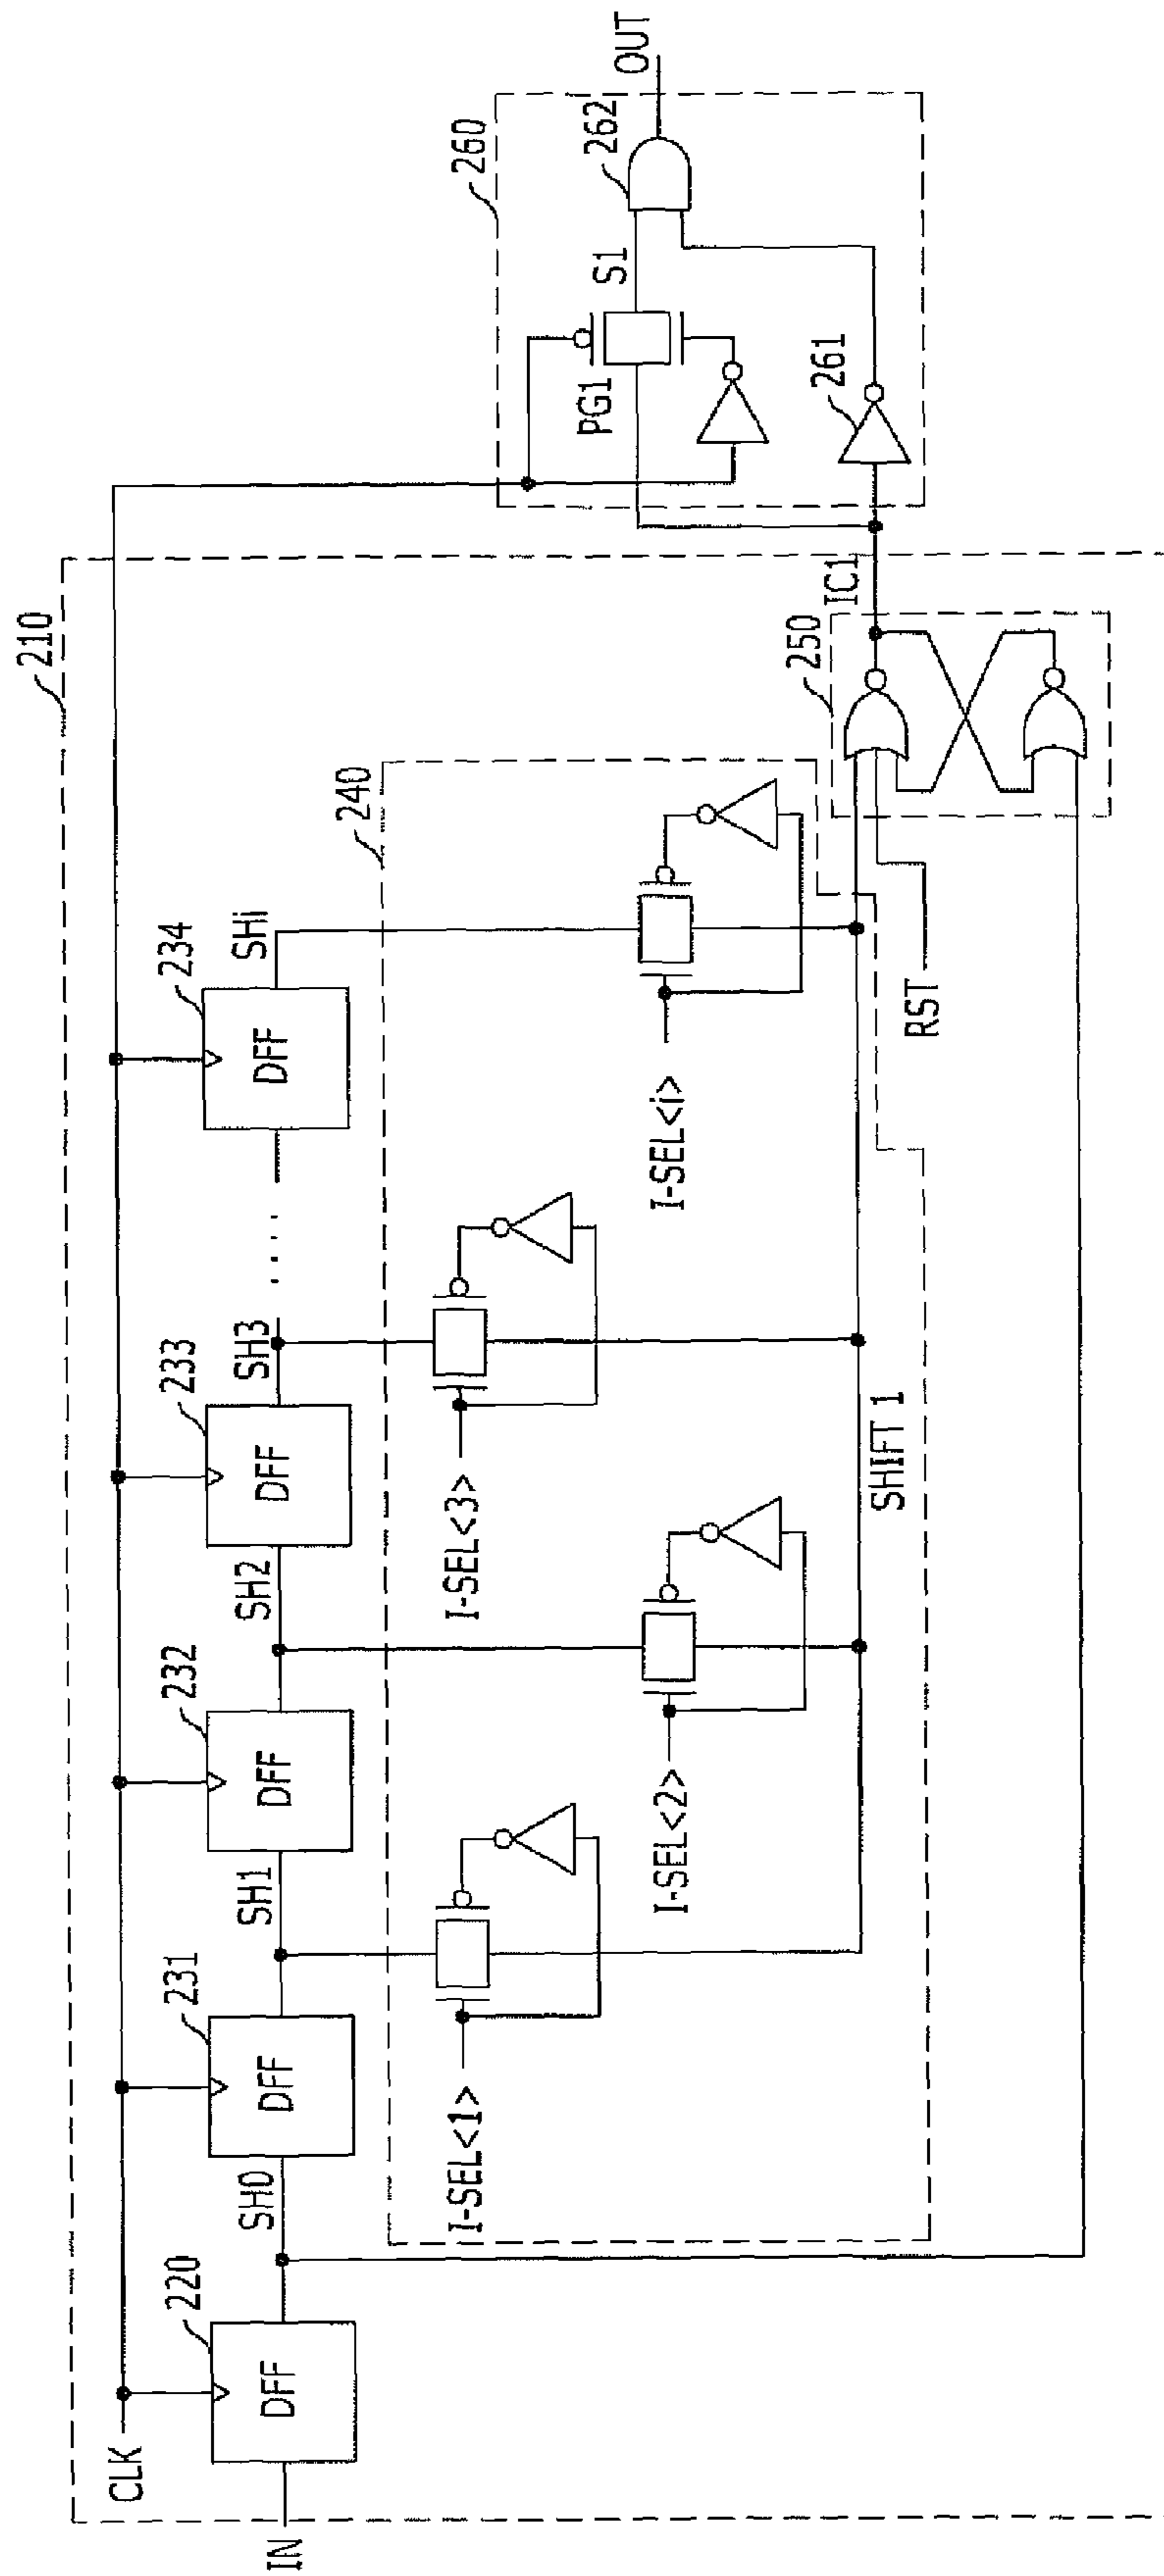 210
CLK
IN
DFF
220
SH0
DFF
231
SH1
DFF
232
SH2
DFF
233
SH3
....
DFF
234
SHi
240
I-SEL<1>
I-SEL<2>
I-SEL<3>
I-SEL<i>
SHIFT 1
RST
250
IC1
260
PG1
S1
261
262
OUT